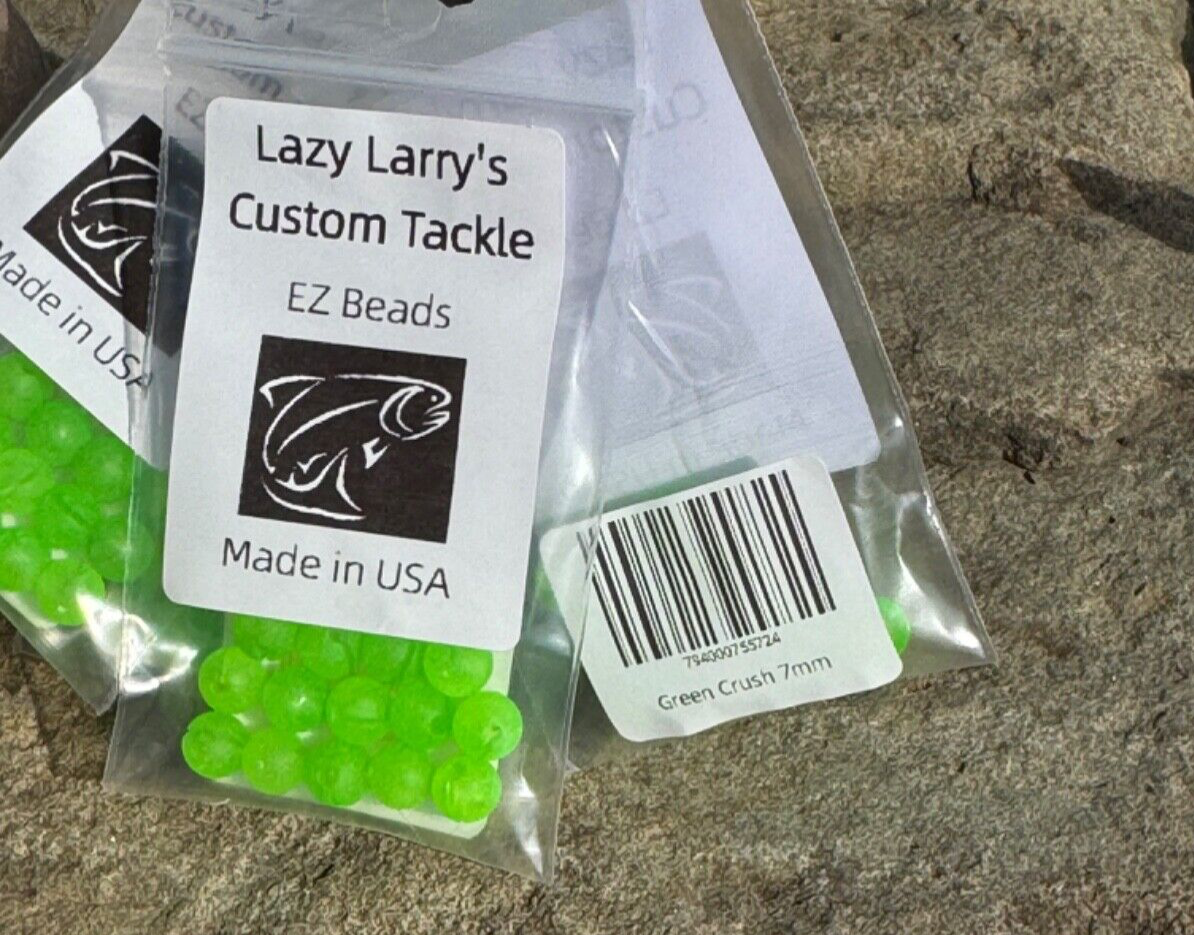 Lazy Larry's
Custom Tackle
EZ Beads
Made in USA
Made in USA
794000755724
Green Crush 7mm